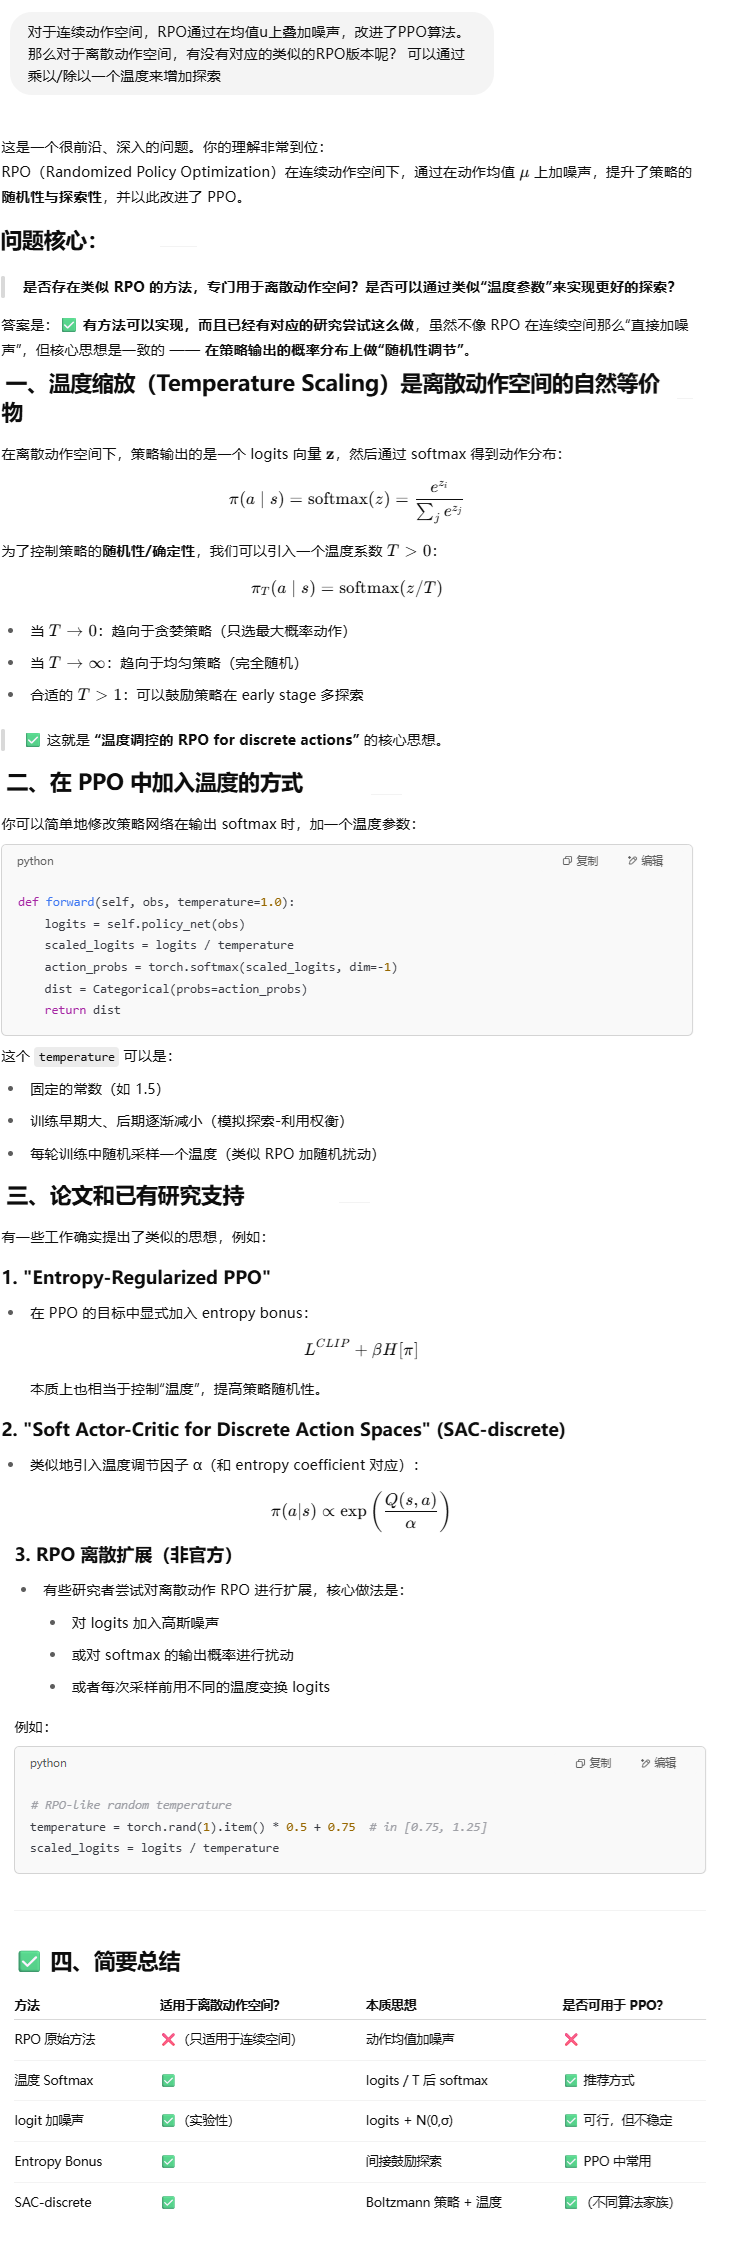 对于连续动作空间，RPO通过在均值u上叠加噪声，改进了PPO算法。
那么对于离散动作空间，有没有对应的类似的RPO版本呢？ 可以通过
乘以/除以一个温度来增加探索
这是一个很前沿、深入的问题。你的理解非常到位：
RPO（Randomized Policy Optimization）在连续动作空间下，通过在动作均值 μ 上加噪声，提升了策略的
随机性与探索性，并以此改进了 PPO。
问题核心：
是否存在类似 RPO 的方法，专门用于离散动作空间？是否可以通过类似“温度参数”来实现更好的探索？
答案是：✅ 有方法可以实现，而且已经有对应的研究尝试这么做，虽然不像 RPO 在连续空间那么“直接加噪
声”，但核心思想是一致的 —— 在策略输出的概率分布上做“随机性调节”。
一、温度缩放（Temperature Scaling）是离散动作空间的自然等价
物
在离散动作空间下，策略输出的是一个 logits 向量 z，然后通过 softmax 得到动作分布：
π(a | s) = softmax(z) = e^{z_i} / ∑_j e^{z_j}
为了控制策略的随机性/确定性，我们可以引入一个温度系数 T > 0：
π_T(a | s) = softmax(z/T)
• 当 T → 0：趋向于贪婪策略（只选最大概率动作）
• 当 T → ∞：趋向于均匀策略（完全随机）
• 合适的 T > 1：可以鼓励策略在 early stage 多探索
✅ 这就是 “温度调控的 RPO for discrete actions” 的核心思想。
二、在 PPO 中加入温度的方式
你可以简单地修改策略网络在输出 softmax 时，加一个温度参数：
python 复制 编辑
def forward(self, obs, temperature=1.0):
    logits = self.policy_net(obs)
    scaled_logits = logits / temperature
    action_probs = torch.softmax(scaled_logits, dim=-1)
    dist = Categorical(probs=action_probs)
    return dist
这个 temperature 可以是：
• 固定的常数（如 1.5）
• 训练早期大、后期逐渐减小（模拟探索-利用权衡）
• 每轮训练中随机采样一个温度（类似 RPO 加随机扰动）
三、论文和已有研究支持
有一些工作确实提出了类似的思想，例如：
1. "Entropy-Regularized PPO"
• 在 PPO 的目标中显式加入 entropy bonus：
L^{CLIP} + βH[π]
本质上也相当于控制“温度”，提高策略随机性。
2. "Soft Actor-Critic for Discrete Action Spaces" (SAC-discrete)
• 类似地引入温度调节因子 α（和 entropy coefficient 对应）：
π(a|s) ∝ exp(Q(s, a) / α)
3. RPO 离散扩展（非官方）
• 有些研究者尝试对离散动作 RPO 进行扩展，核心做法是：
• 对 logits 加入高斯噪声
• 或对 softmax 的输出概率进行扰动
• 或者每次采样前用不同的温度变换 logits
例如：
python 复制 编辑
# RPO-like random temperature
temperature = torch.rand(1).item() * 0.5 + 0.75  # in [0.75, 1.25]
scaled_logits = logits / temperature
✅ 四、简要总结
方法 适用于离散动作空间？ 本质思想 是否可用于 PPO？
RPO 原始方法 ❌（只适用于连续空间） 动作均值加噪声 ❌
温度 Softmax ✅ logits / T 后 softmax ✅ 推荐方式
logit 加噪声 ✅（实验性） logits + N(0,σ) ✅ 可行，但不稳定
Entropy Bonus ✅ 间接鼓励探索 ✅ PPO 中常用
SAC-discrete ✅ Boltzmann 策略 + 温度 ✅（不同算法家族）